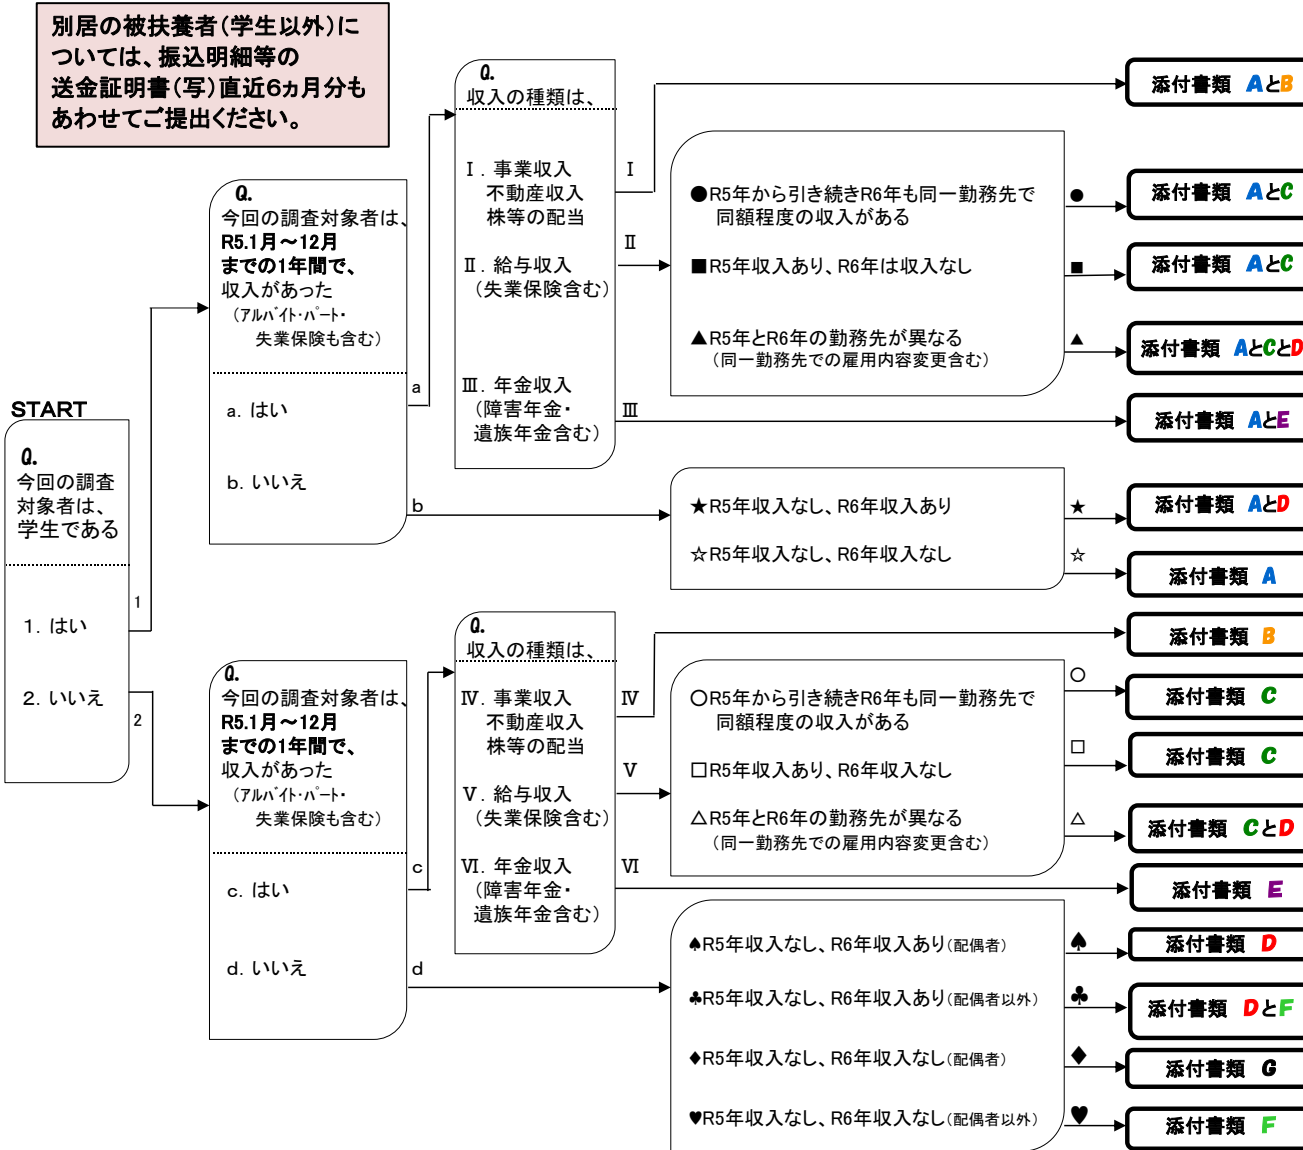 別居の被扶養者(学生以外)に
ついては、振込明細等の
送金証明書(写)直近6ヵ月分も
あわせてご提出ください。
START
Q.
今回の調査
対象者は、
学生である
1. はい
2. いいえ
1
2
Q.
今回の調査対象者は、
R5.1月～12月
までの1年間で、
収入があった
(アルバイト・パート・
失業保険も含む)
a. はい
b. いいえ
a
b
Q.
収入の種類は、
Ⅰ. 事業収入
不動産収入
株等の配当
Ⅱ. 給与収入
(失業保険含む)
Ⅲ. 年金収入
(障害年金・
遺族年金含む)
Ⅰ
Ⅱ
Ⅲ
●R5年から引き続きR6年も同一勤務先で
同額程度の収入がある
■R5年収入あり、R6年は収入なし
▲R5年とR6年の勤務先が異なる
(同一勤務先での雇用内容変更含む)
●
■
▲
★R5年収入なし、R6年収入あり
☆R5年収入なし、R6年収入なし
★
☆
添付書類 AとB
添付書類 AとC
添付書類 AとC
添付書類 AとCとD
添付書類 AとE
添付書類 AとD
添付書類 A
Q.
今回の調査対象者は、
R5.1月～12月
までの1年間で、
収入があった
(アルバイト・パート・
失業保険も含む)
c. はい
d. いいえ
c
d
Q.
収入の種類は、
Ⅳ. 事業収入
不動産収入
株等の配当
Ⅴ. 給与収入
(失業保険含む)
Ⅵ. 年金収入
(障害年金・
遺族年金含む)
Ⅳ
Ⅴ
Ⅵ
○R5年から引き続きR6年も同一勤務先で
同額程度の収入がある
□R5年収入あり、R6年収入なし
△R5年とR6年の勤務先が異なる
(同一勤務先での雇用内容変更含む)
○
□
△
♠R5年収入なし、R6年収入あり(配偶者)
♣R5年収入なし、R6年収入あり(配偶者以外)
♦R5年収入なし、R6年収入なし(配偶者)
♥R5年収入なし、R6年収入なし(配偶者以外)
♠
♣
♦
♥
添付書類 B
添付書類 C
添付書類 C
添付書類 CとD
添付書類 E
添付書類 D
添付書類 DとF
添付書類 G
添付書類 F